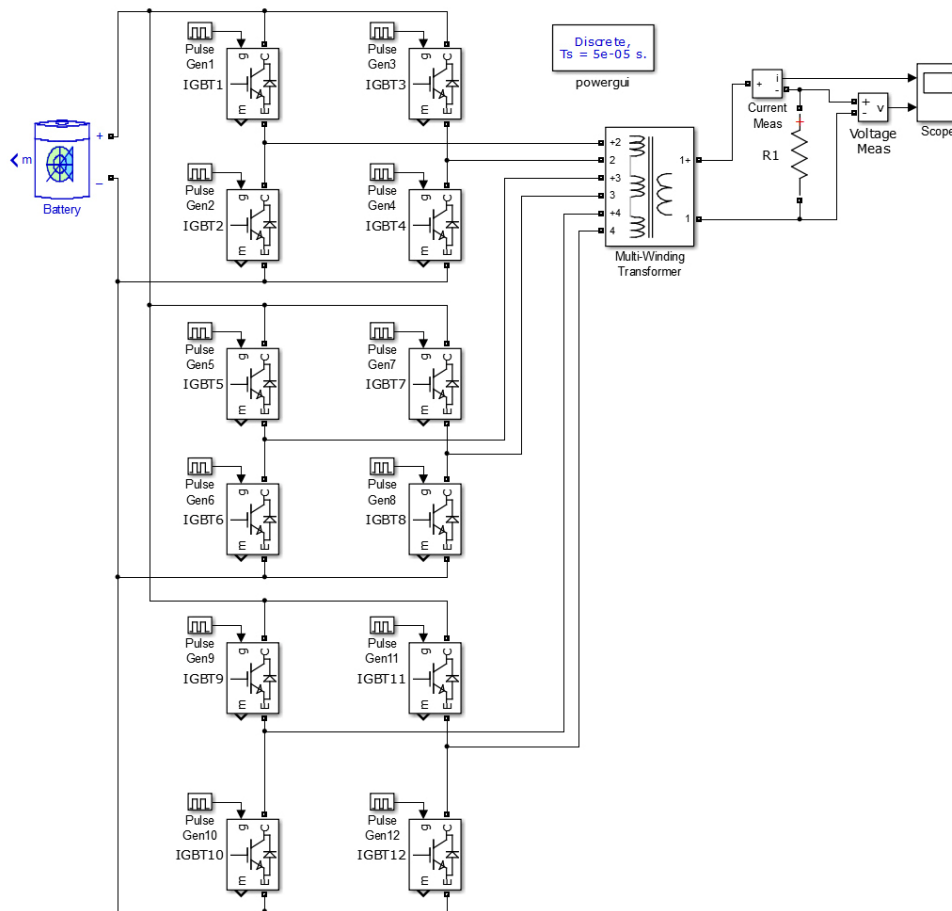 Pulse
Gen1
g
C
IGBT1
m
E
Pulse
Gen3
g
C
IGBT3
m
E
Discrete,
Ts = 5e-05 s.
powergui
+
m
–
Battery
Pulse
Gen2
g
C
IGBT2
m
E
Pulse
Gen4
g
C
IGBT4
m
E
+2
2
+3
3
+4
4
1+
1
Multi-Winding
Transformer
+
i
-
Current
Meas
+
R1
+
-
v
Voltage
Meas
Scope
Pulse
Gen5
g
C
IGBT5
m
E
Pulse
Gen7
g
C
IGBT7
m
E
Pulse
Gen6
g
C
IGBT6
m
E
Pulse
Gen8
g
C
IGBT8
m
E
Pulse
Gen9
g
C
IGBT9
m
E
Pulse
Gen11
g
C
IGBT11
m
E
Pulse
Gen10
g
C
IGBT10
m
E
Pulse
Gen12
g
C
IGBT12
m
E